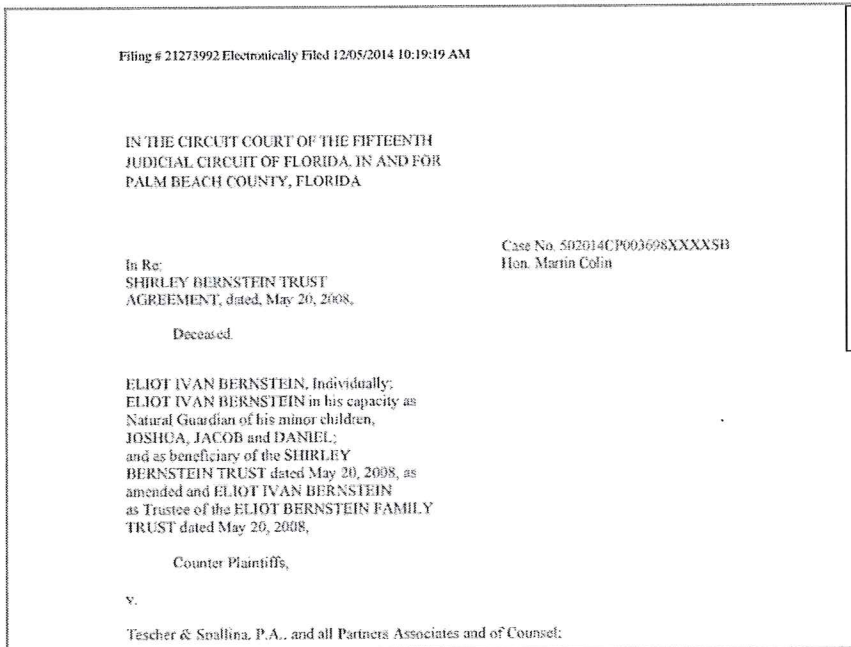 Filing # 21273992 Electronically Filed 12/05/2014 10:19:19 AM
IN THE CIRCUIT COURT OF THE FIFTEENTH
JUDICIAL CIRCUIT OF FLORIDA, IN AND FOR
PALM BEACH COUNTY, FLORIDA
Case No. 502014CP003698XXXXSB
Hon. Martin Colin
In Re:
SHIRLEY BERNSTEIN TRUST
AGREEMENT, dated, May 20, 2008,
Deceased.
ELIOT IVAN BERNSTEIN, Individually;
ELIOT IVAN BERNSTEIN in his capacity as
Natural Guardian of his minor children,
JOSHUA, JACOB and DANIEL;
and as beneficiary of the SHIRLEY
BERNSTEIN TRUST dated May 20, 2008, as
amended and ELIOT IVAN BERNSTEIN
as Trustee of the ELIOT BERNSTEIN FAMILY
TRUST dated May 20, 2008,
Counter Plaintiffs,
v.
Tescher & Spallina, P.A., and all Partners Associates and of Counsel;